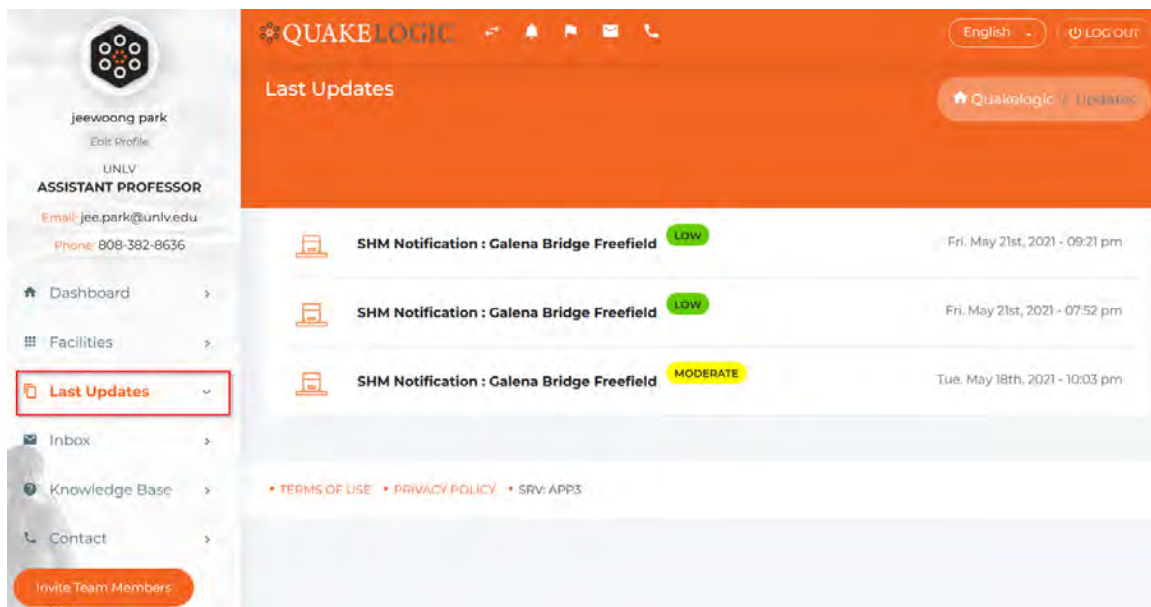 jeewoong park
Edit Profile
UNLV
ASSISTANT PROFESSOR
Email: jee.park@unlv.edu
Phone: 808-382-8636
Dashboard
Facilities
Last Updates
Inbox
Knowledge Base
Contact
Invite Team Members
QUAKELOGIC
English
LOG OUT
Last Updates
Quakelogic / Updates
SHM Notification : Galena Bridge Freefield LOW Fri. May 21st, 2021 - 09:21 pm
SHM Notification : Galena Bridge Freefield LOW Fri. May 21st, 2021 - 07:52 pm
SHM Notification : Galena Bridge Freefield MODERATE Tue. May 18th, 2021 - 10:03 pm
• TERMS OF USE • PRIVACY POLICY • SRV: APP3